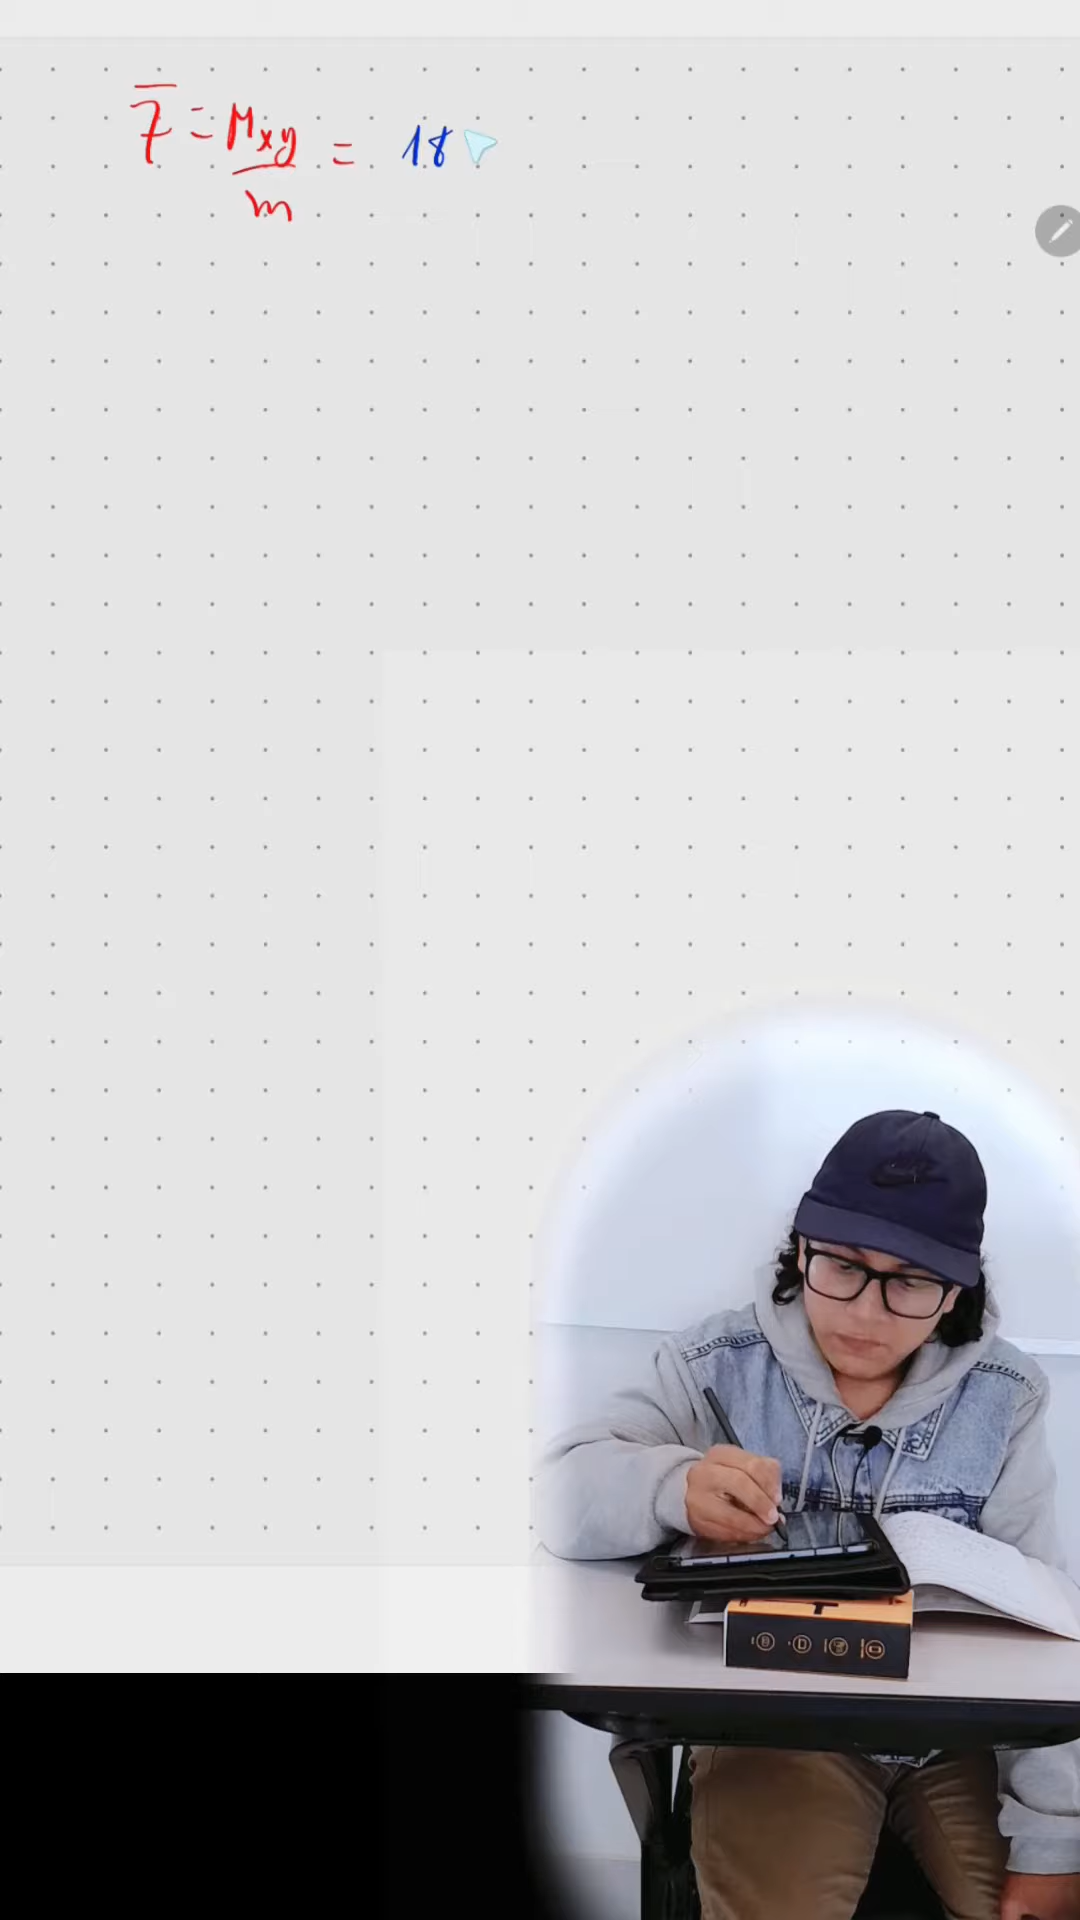 z̄ = Mxy/m = 18
B D